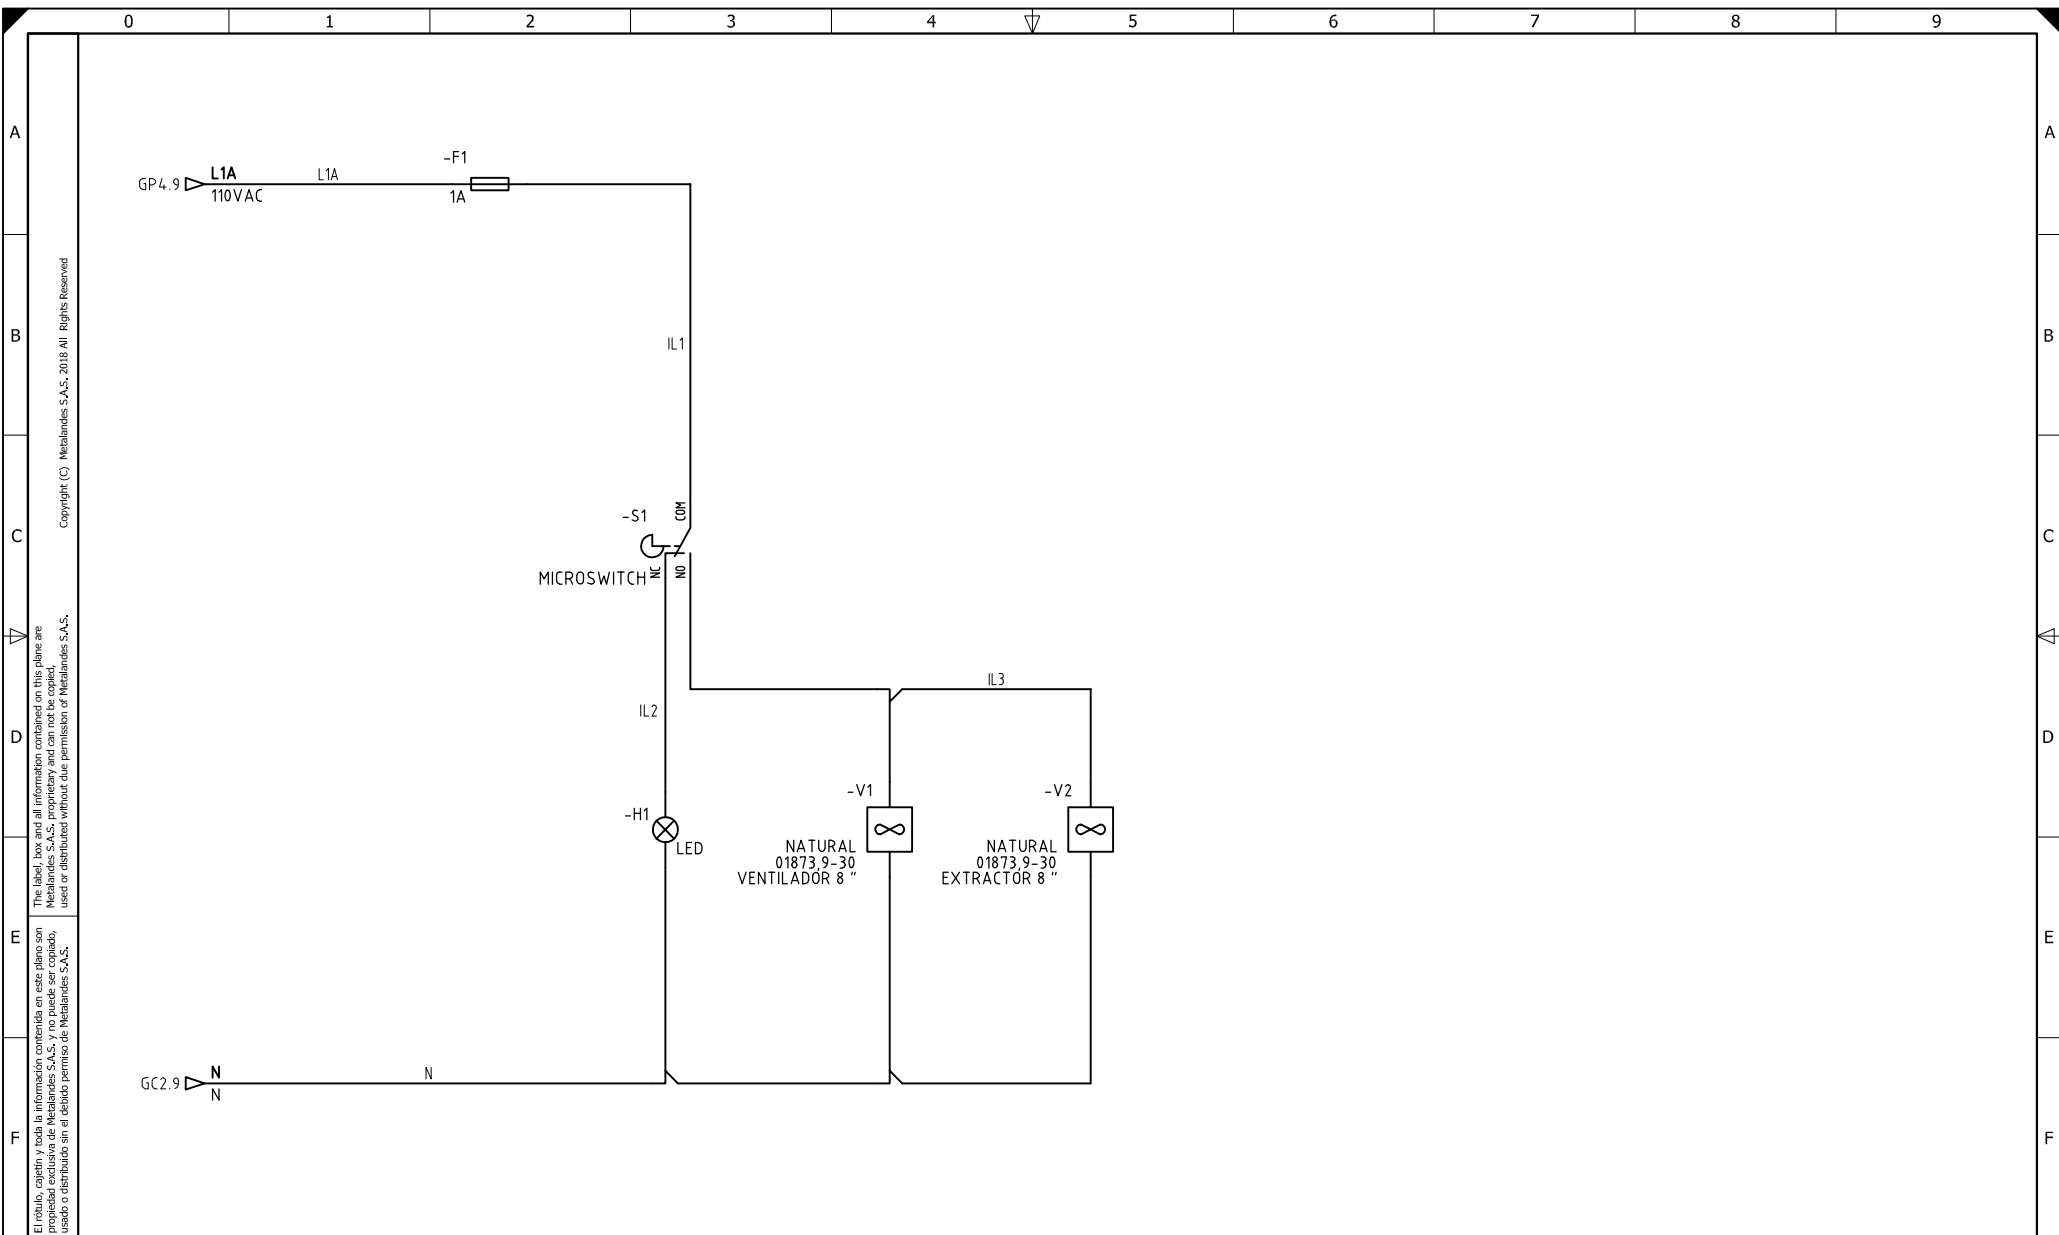 0 1 2 3 4 5 6 7 8 9
A A
B B
C C
D D
E E
F F
GP4.9
L1A
110VAC
L1A
-F1
1A
IL1
-S1
COM
MICROSWITCH
NC
NO
IL2
IL3
-H1
LED
-V1
NATURAL
01873,9-30
VENTILADOR 8 "
-V2
NATURAL
01873,9-30
EXTRACTOR 8 "
GC2.9
N
N
N
Copyright (C) Metalandes S.A.S. 2018 All Rights Reserved
The label, box and all information contained on this plane are
Metalandes S.A.S. proprietary and can not be copied,
used or distributed without due permission of Metalandes S.A.S.
El rótulo, cajetín y toda la información contenida en este plano son
propiedad exclusiva de Metalandes S.A.S. y no puede ser copiado,
usado o distribuido sin el debido permiso de Metalandes S.A.S.